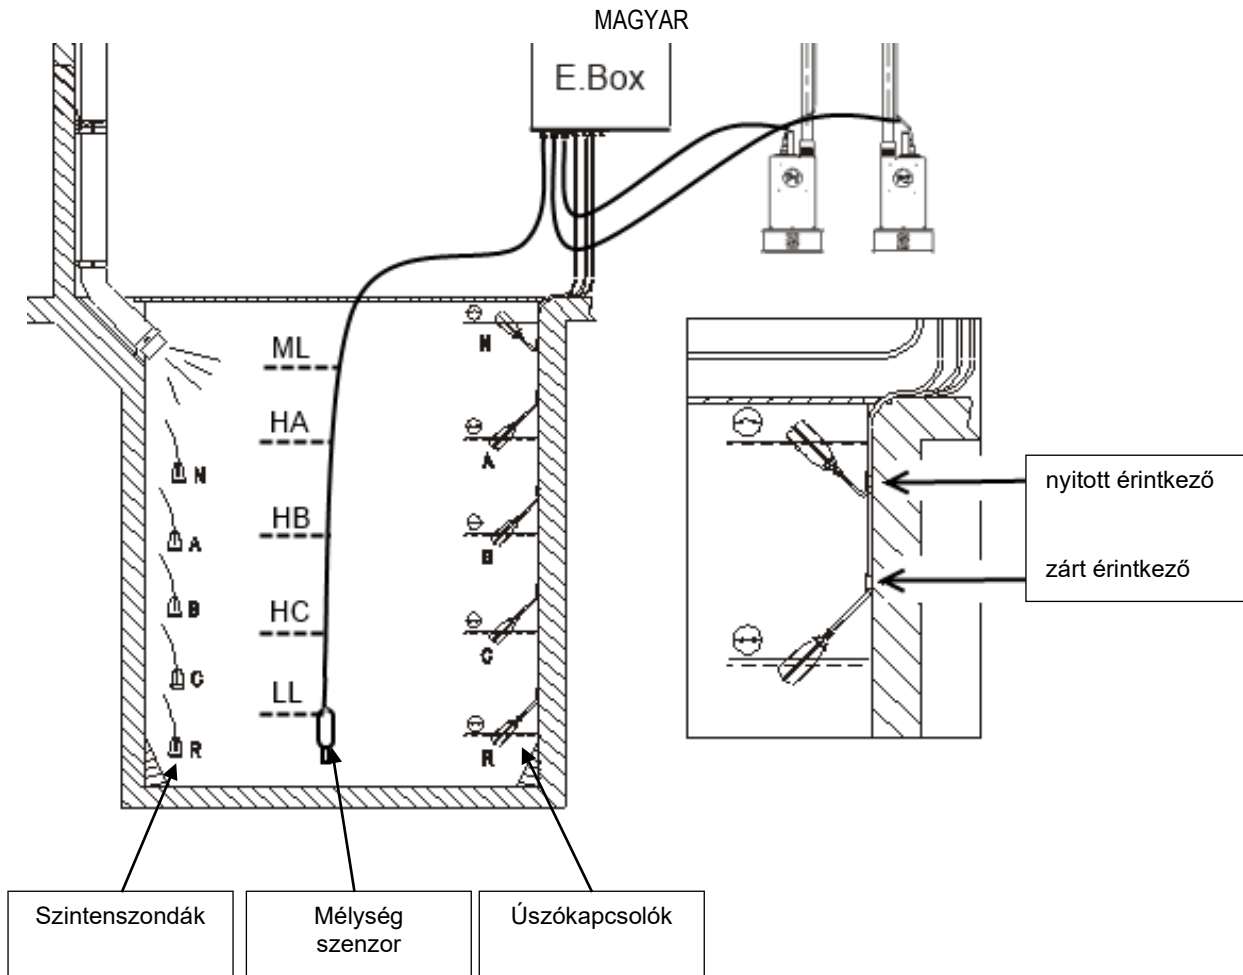 MAGYAR
E.Box
ML
HA
HB
HC
LL
N
A
B
C
R
N
A
B
C
R
nyitott érintkező
zárt érintkező
Szintenszondák
Mélység
szenzor
Úszókapcsolók